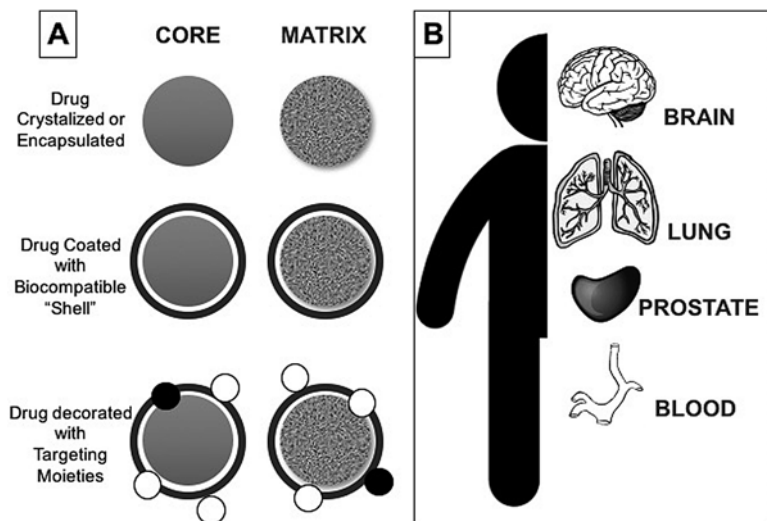 A
CORE
MATRIX
Drug
Crystalized or
Encapsulated
Drug Coated
with
Biocompatible
“Shell”
Drug decorated
with
Targeting
Moieties
B
BRAIN
LUNG
PROSTATE
BLOOD